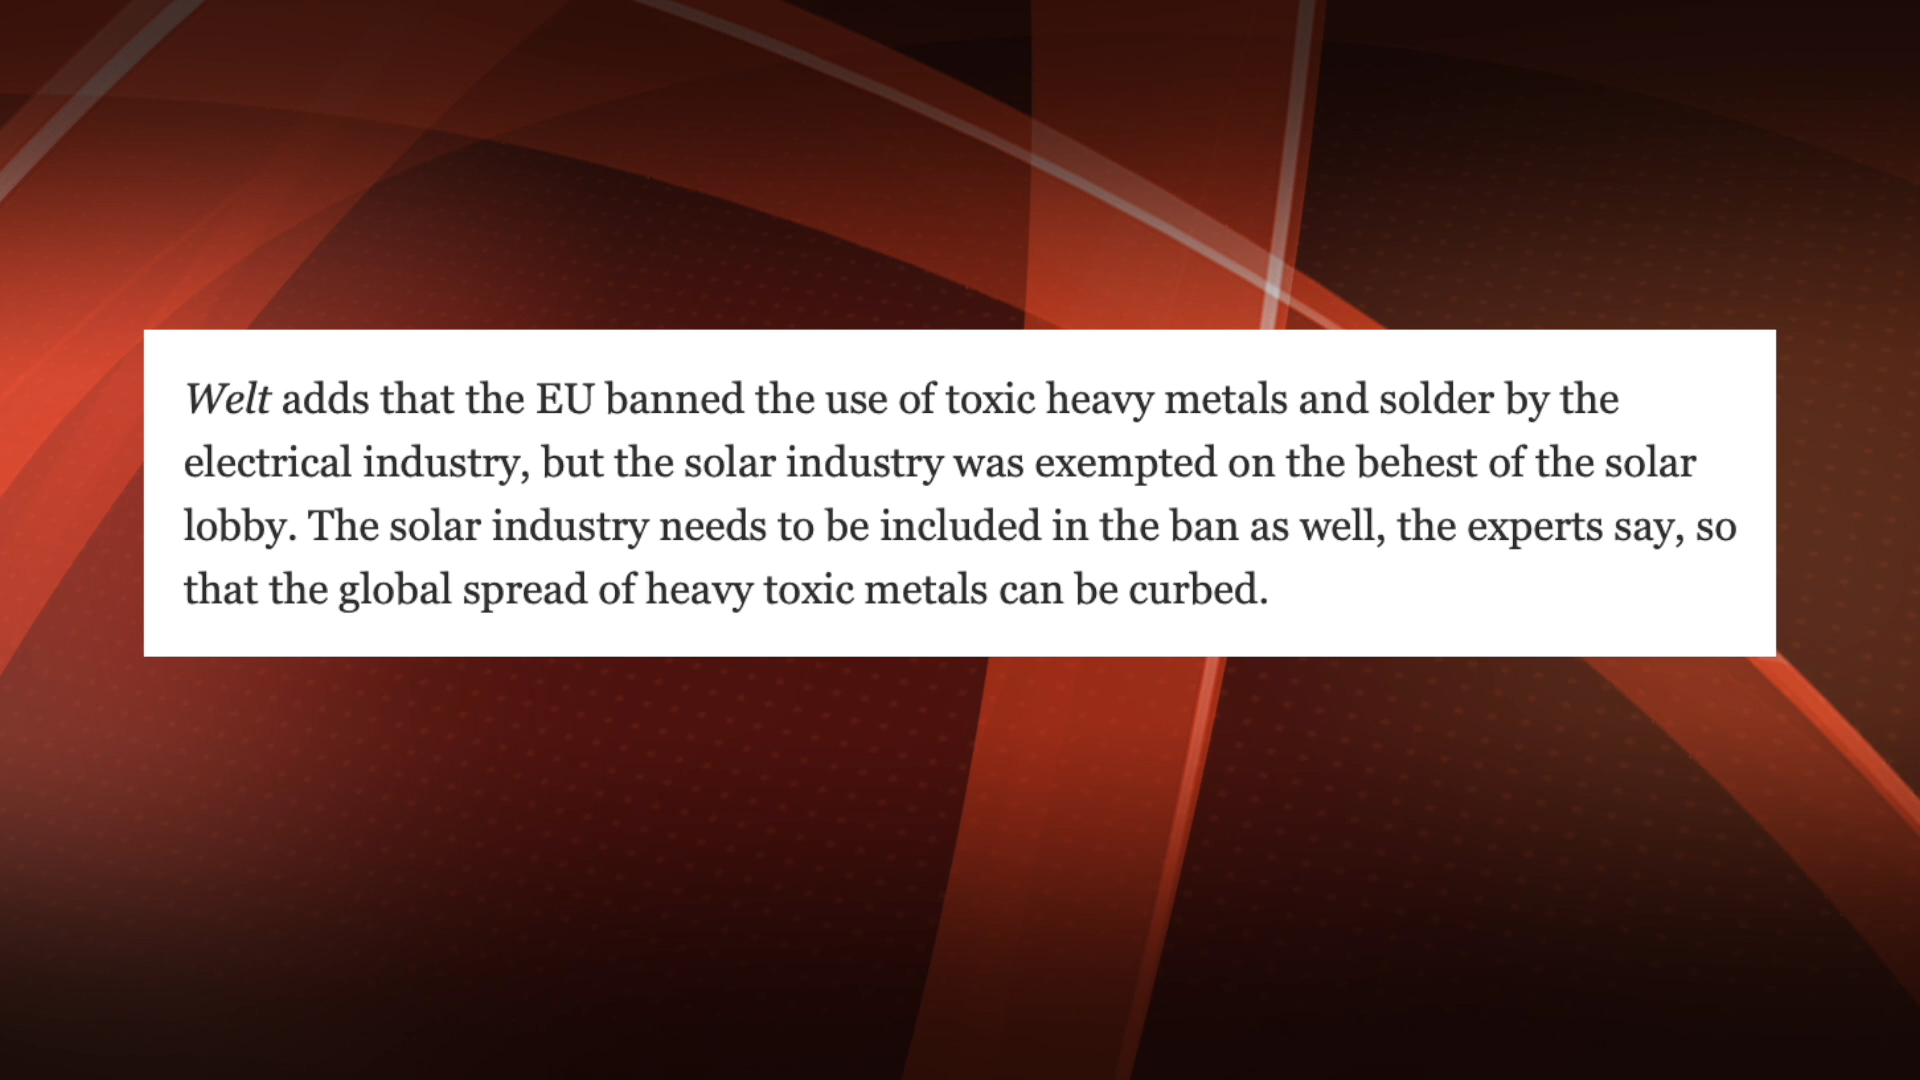 Welt adds that the EU banned the use of toxic heavy metals and solder by the
electrical industry, but the solar industry was exempted on the behest of the solar
lobby. The solar industry needs to be included in the ban as well, the experts say, so
that the global spread of heavy toxic metals can be curbed.